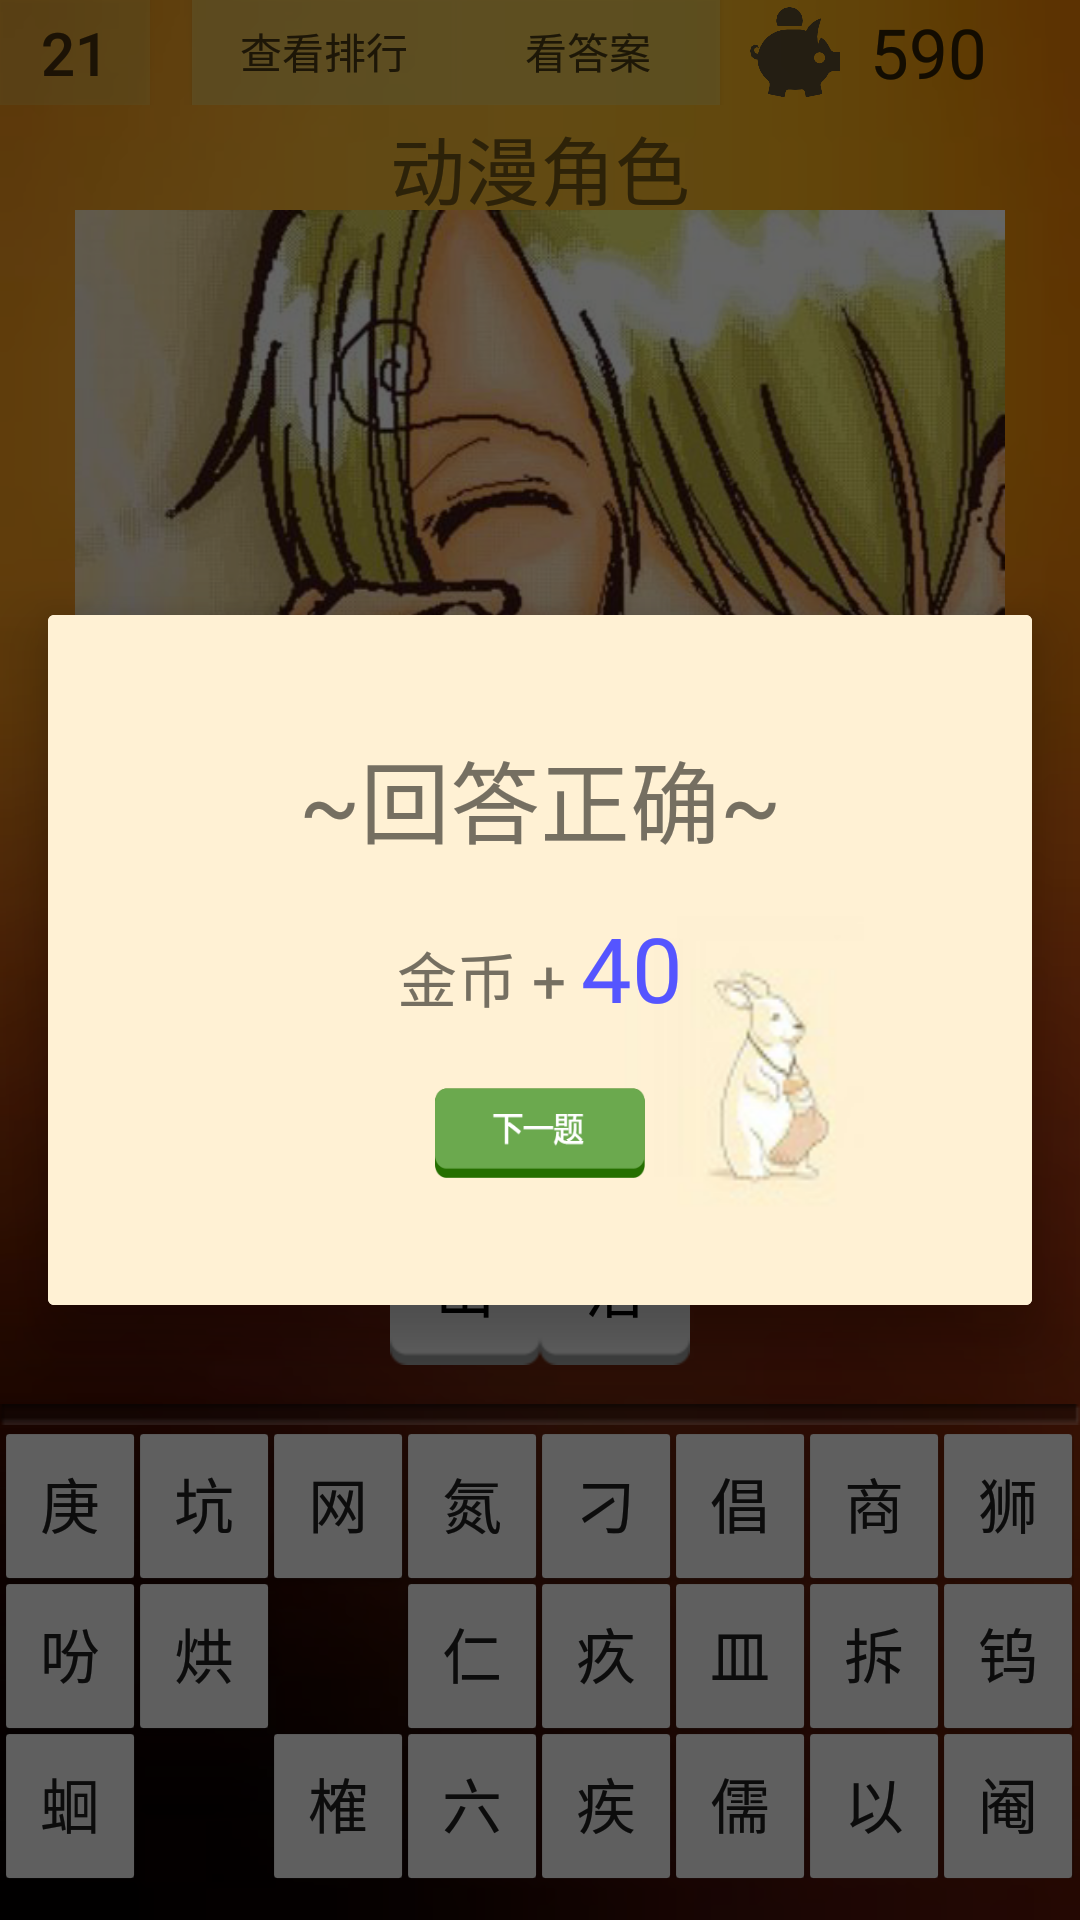 21 查看排行 看答案 590
动漫角色
~回答正确~
金币 + 40
下一题
庚 坑 网 氮 刁 倡 商 狮
吩 烘 仁 疚 皿 拆 钨
蛔 榷 六 疾 儒 以 阉